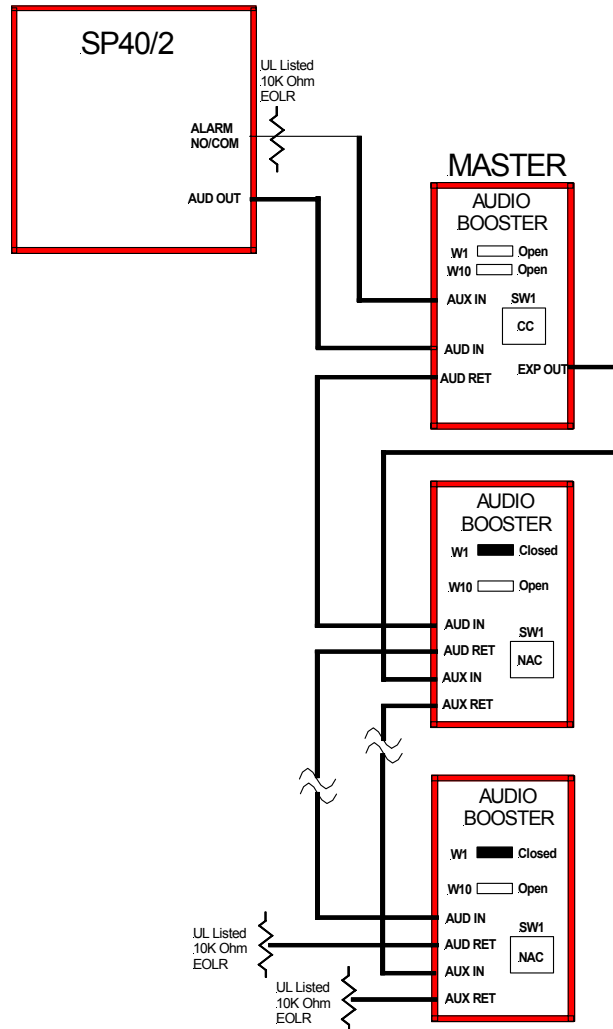 SP40/2
UL Listed
10K Ohm
EOLR
ALARM
NO/COM
AUD OUT
MASTER
AUDIO
BOOSTER
W1 Open
W10 Open
AUX IN SW1
CC
AUD IN
AUD RET EXP OUT
AUDIO
BOOSTER
W1 Closed
W10 Open
AUD IN
SW1
AUD RET
NAC
AUX IN
AUX RET
AUDIO
BOOSTER
W1 Closed
W10 Open
AUD IN
SW1
AUD RET
NAC
AUX IN
AUX RET
UL Listed
10K Ohm
EOLR
UL Listed
10K Ohm
EOLR